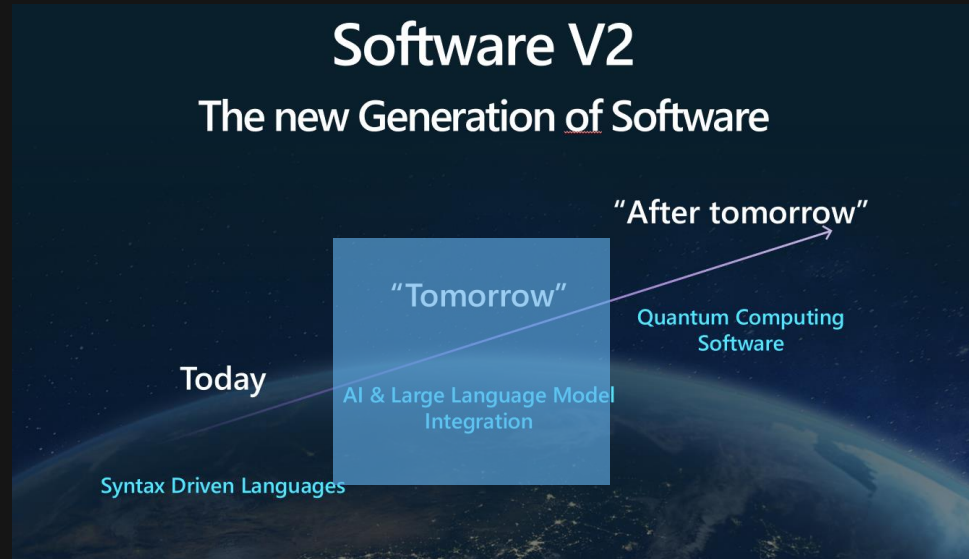 Software V2
The new Generation of Software
“After tomorrow”
“Tomorrow”
Quantum Computing
Software
Today
AI & Large Language Model
Integration
Syntax Driven Languages